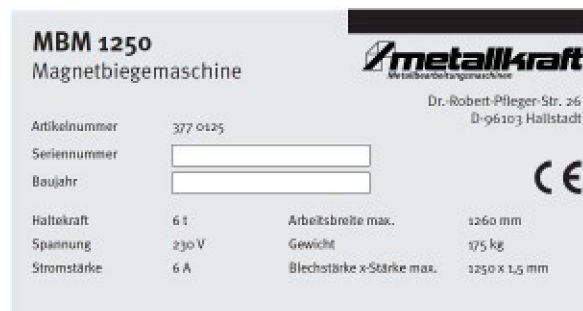 MBM 1250
Magnetbiegemaschine
metallkraft
Metallbearbeitungsmaschinen
Dr.-Robert-Pfleger-Str. 26
D-96103 Hallstadt
Artikelnummer 377 0125
Seriennummer
Baujahr
CE
Haltekraft 6 t Arbeitsbreite max. 1260 mm
Spannung 230 V Gewicht 175 kg
Stromstärke 6 A Blechstärke x-Stärke max. 1250 x 1,5 mm